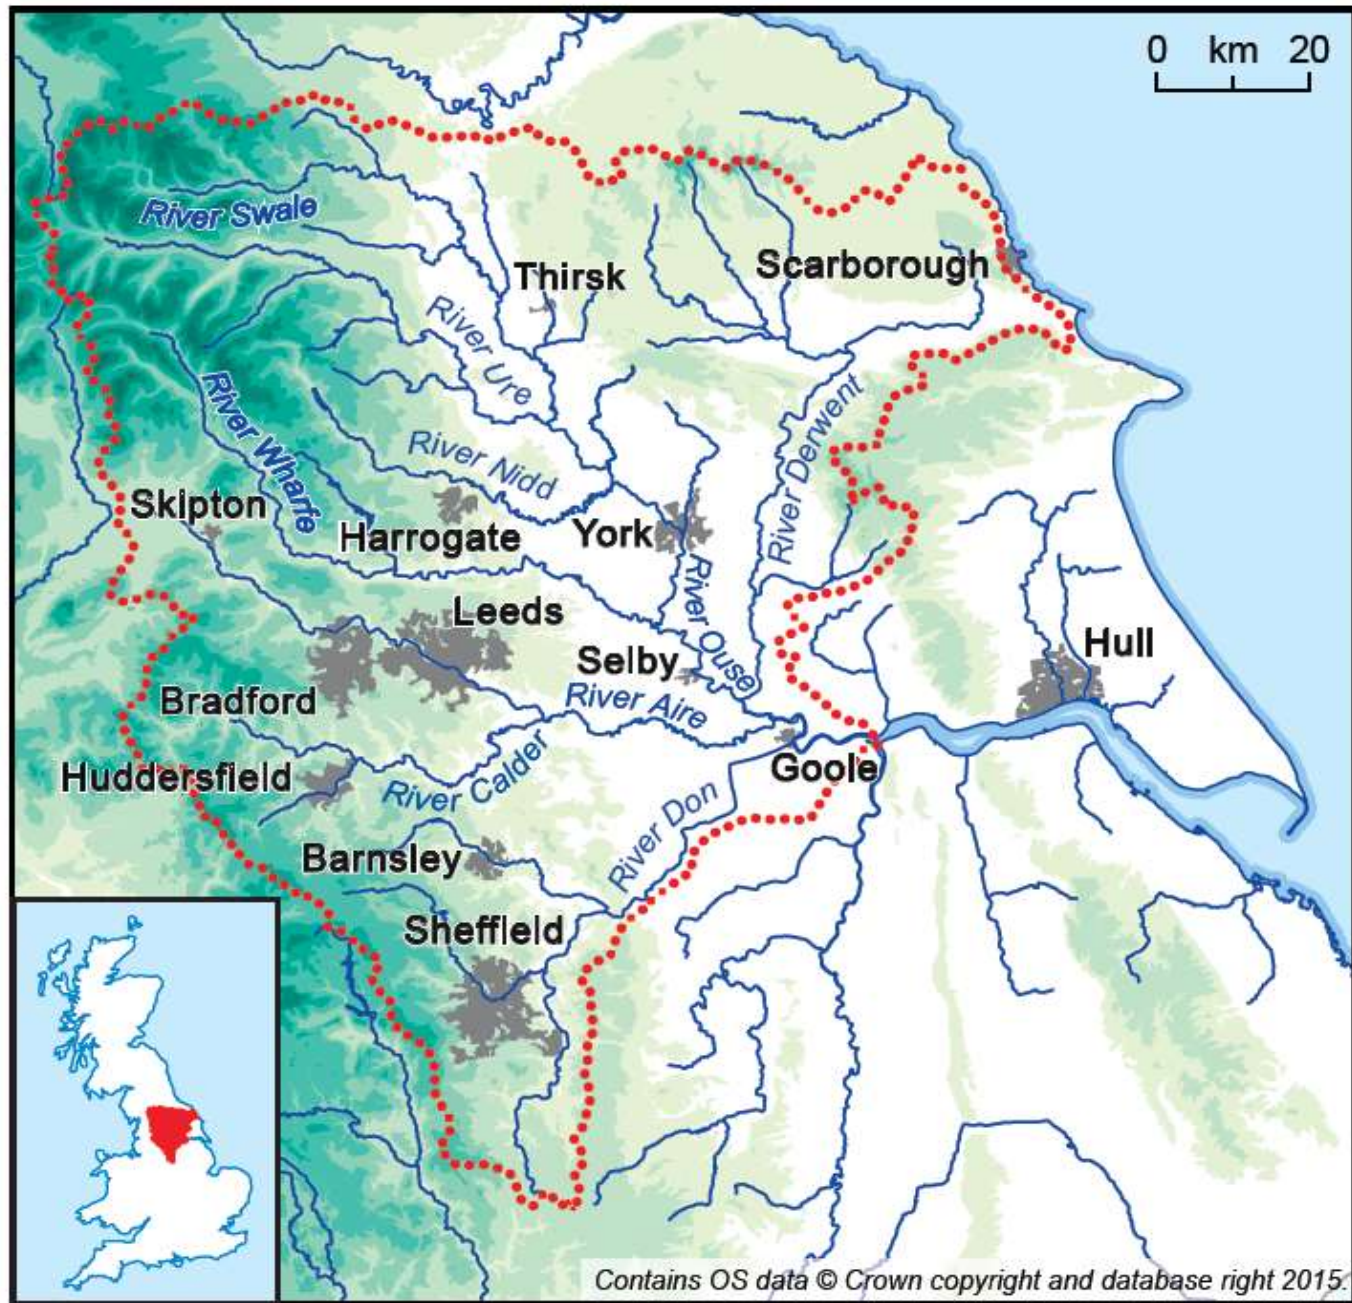 0 km 20
River Swale
Thirsk
Scarborough
River Ure
River Derwent
River Wharfe
River Nidd
Skipton
Harrogate
York
River Ouse
Leeds
Hull
Selby
River Aire
Bradford
Goole
Huddersfield
River Calder
River Don
Barnsley
Sheffield
Contains OS data © Crown copyright and database right 2015.